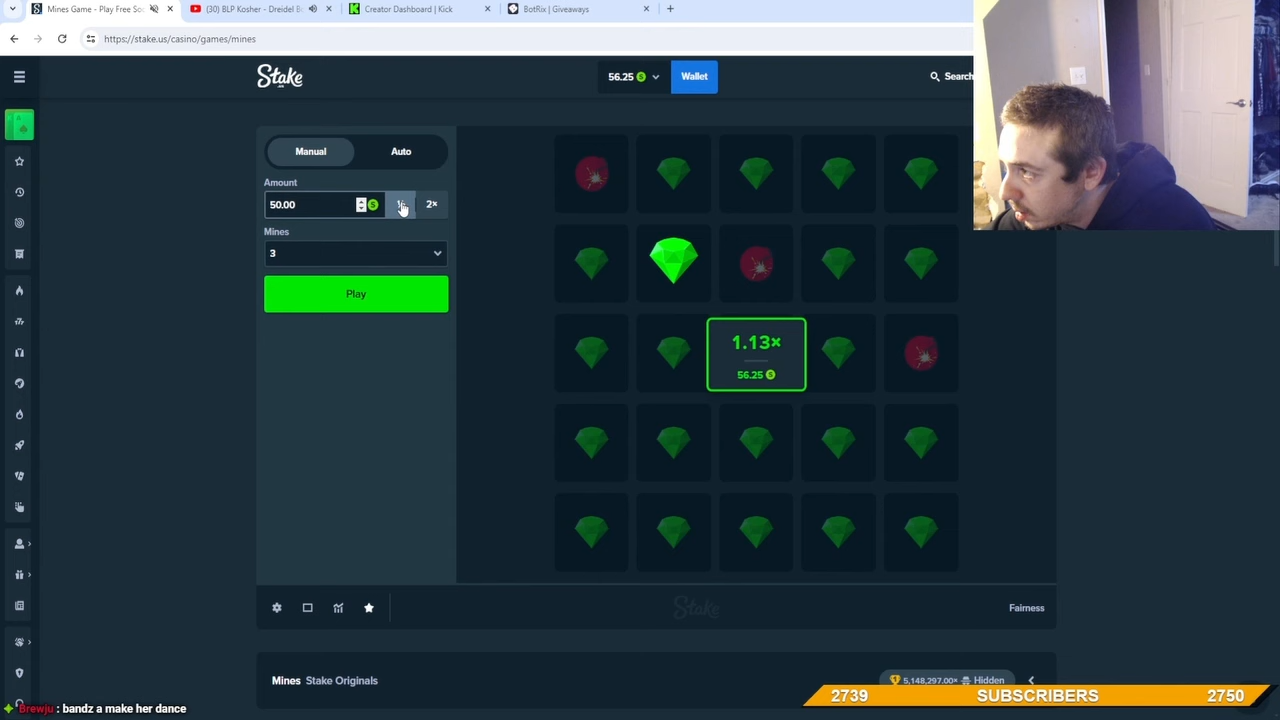 Mines Game - Play Free Soc
(30) BLP Kosher - Dreidel B
Creator Dashboard | Kick
BotRix | Giveaways
https://stake.us/casino/games/mines
Stake
56.25
Wallet
Search
Manual
Auto
Amount
50.00
2×
Mines
3
Play
1.13×
56.25
Stake
Fairness
Mines Stake Originals
5,148,297.00× Hidden
2739 SUBSCRIBERS 2750
Brewju : bandz a make her dance